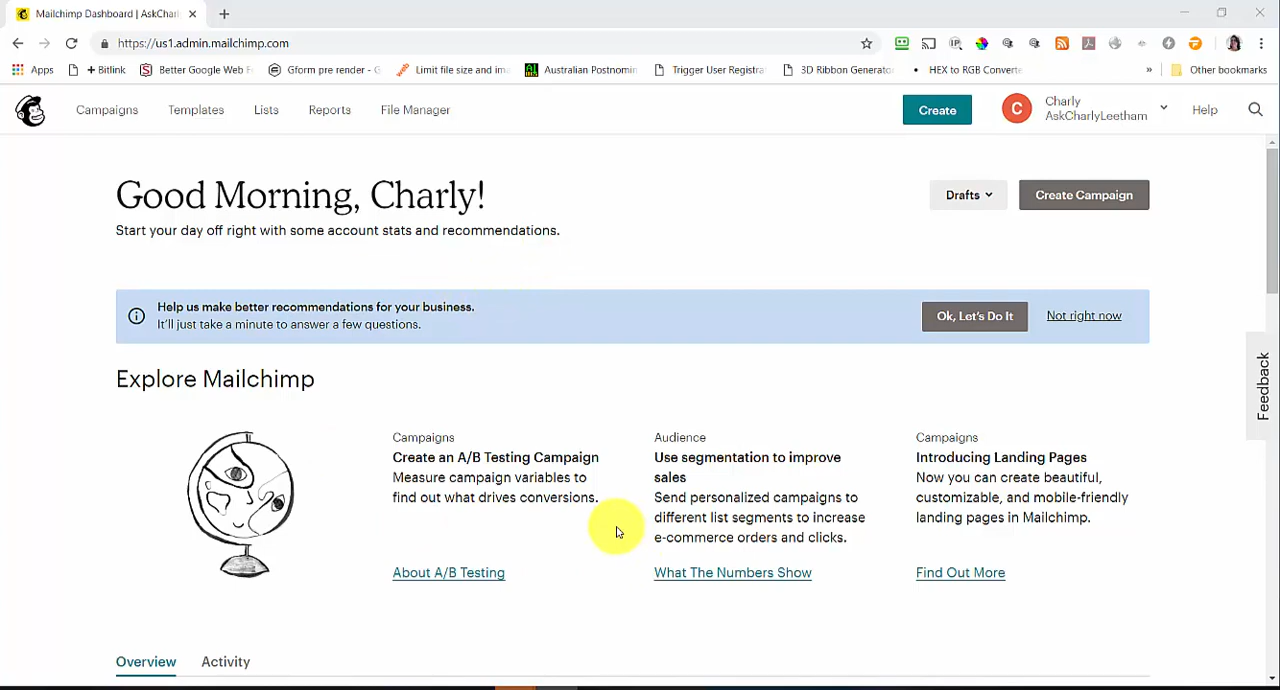 Mailchimp Dashboard | AskCharl
https://us1.admin.mailchimp.com
Apps + Bitlink Better Google Web F Gform pre render - G Limit file size and im Australian Postnomin Trigger User Registra 3D Ribbon Generato HEX to RGB Converte » Other bookmarks
Campaigns Templates Lists Reports File Manager Create C Charly Help
AskCharlyLeetham
Good Morning, Charly! Drafts Create Campaign
Start your day off right with some account stats and recommendations.
Help us make better recommendations for your business.
It'll just take a minute to answer a few questions.
Ok, Let's Do It Not right now
Feedback
Explore Mailchimp
Campaigns
Create an A/B Testing Campaign
Measure campaign variables to
find out what drives conversions.
About A/B Testing
Audience
Use segmentation to improve
sales
Send personalized campaigns to
different list segments to increase
e-commerce orders and clicks.
What The Numbers Show
Campaigns
Introducing Landing Pages
Now you can create beautiful,
customizable, and mobile-friendly
landing pages in Mailchimp.
Find Out More
Overview Activity